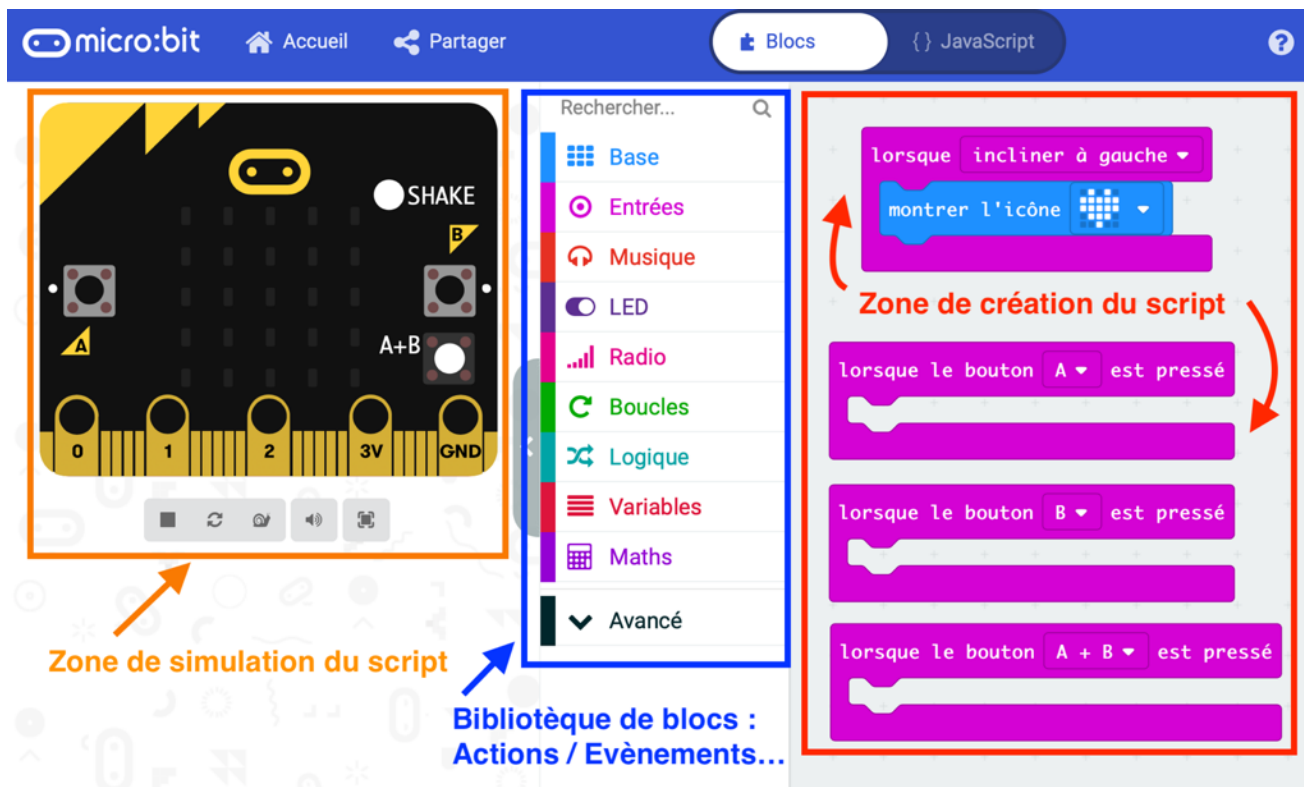 micro:bit
Accueil
Partager
Blocs
{ } JavaScript
?
SHAKE
B
A
A+B
0
1
2
3V
GND
Zone de simulation du script
Rechercher...
Base
Entrées
Musique
LED
Radio
Boucles
Logique
Variables
Maths
Avancé
Bibliotèque de blocs :
Actions / Evènements...
lorsque incliner à gauche
montrer l'icône
Zone de création du script
lorsque le bouton A est pressé
lorsque le bouton B est pressé
lorsque le bouton A + B est pressé